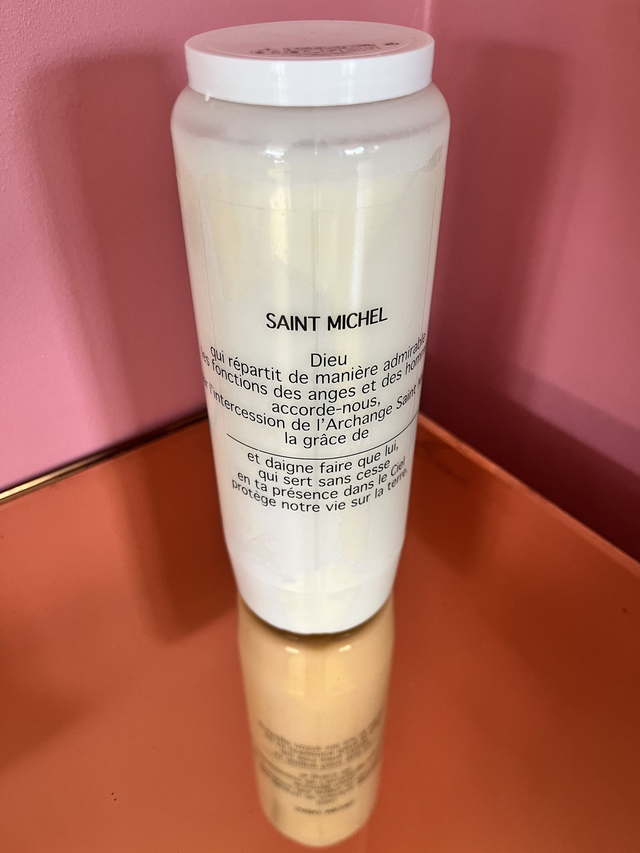 SAINT MICHEL
Dieu
qui répartit de manière admirable
les fonctions des anges et des hommes
accorde-nous,
l'intercession de l'Archange Saint
la grâce de
et daigne faire que lui,
qui sert sans cesse
en ta présence dans le Ciel,
protège notre vie sur la terre.